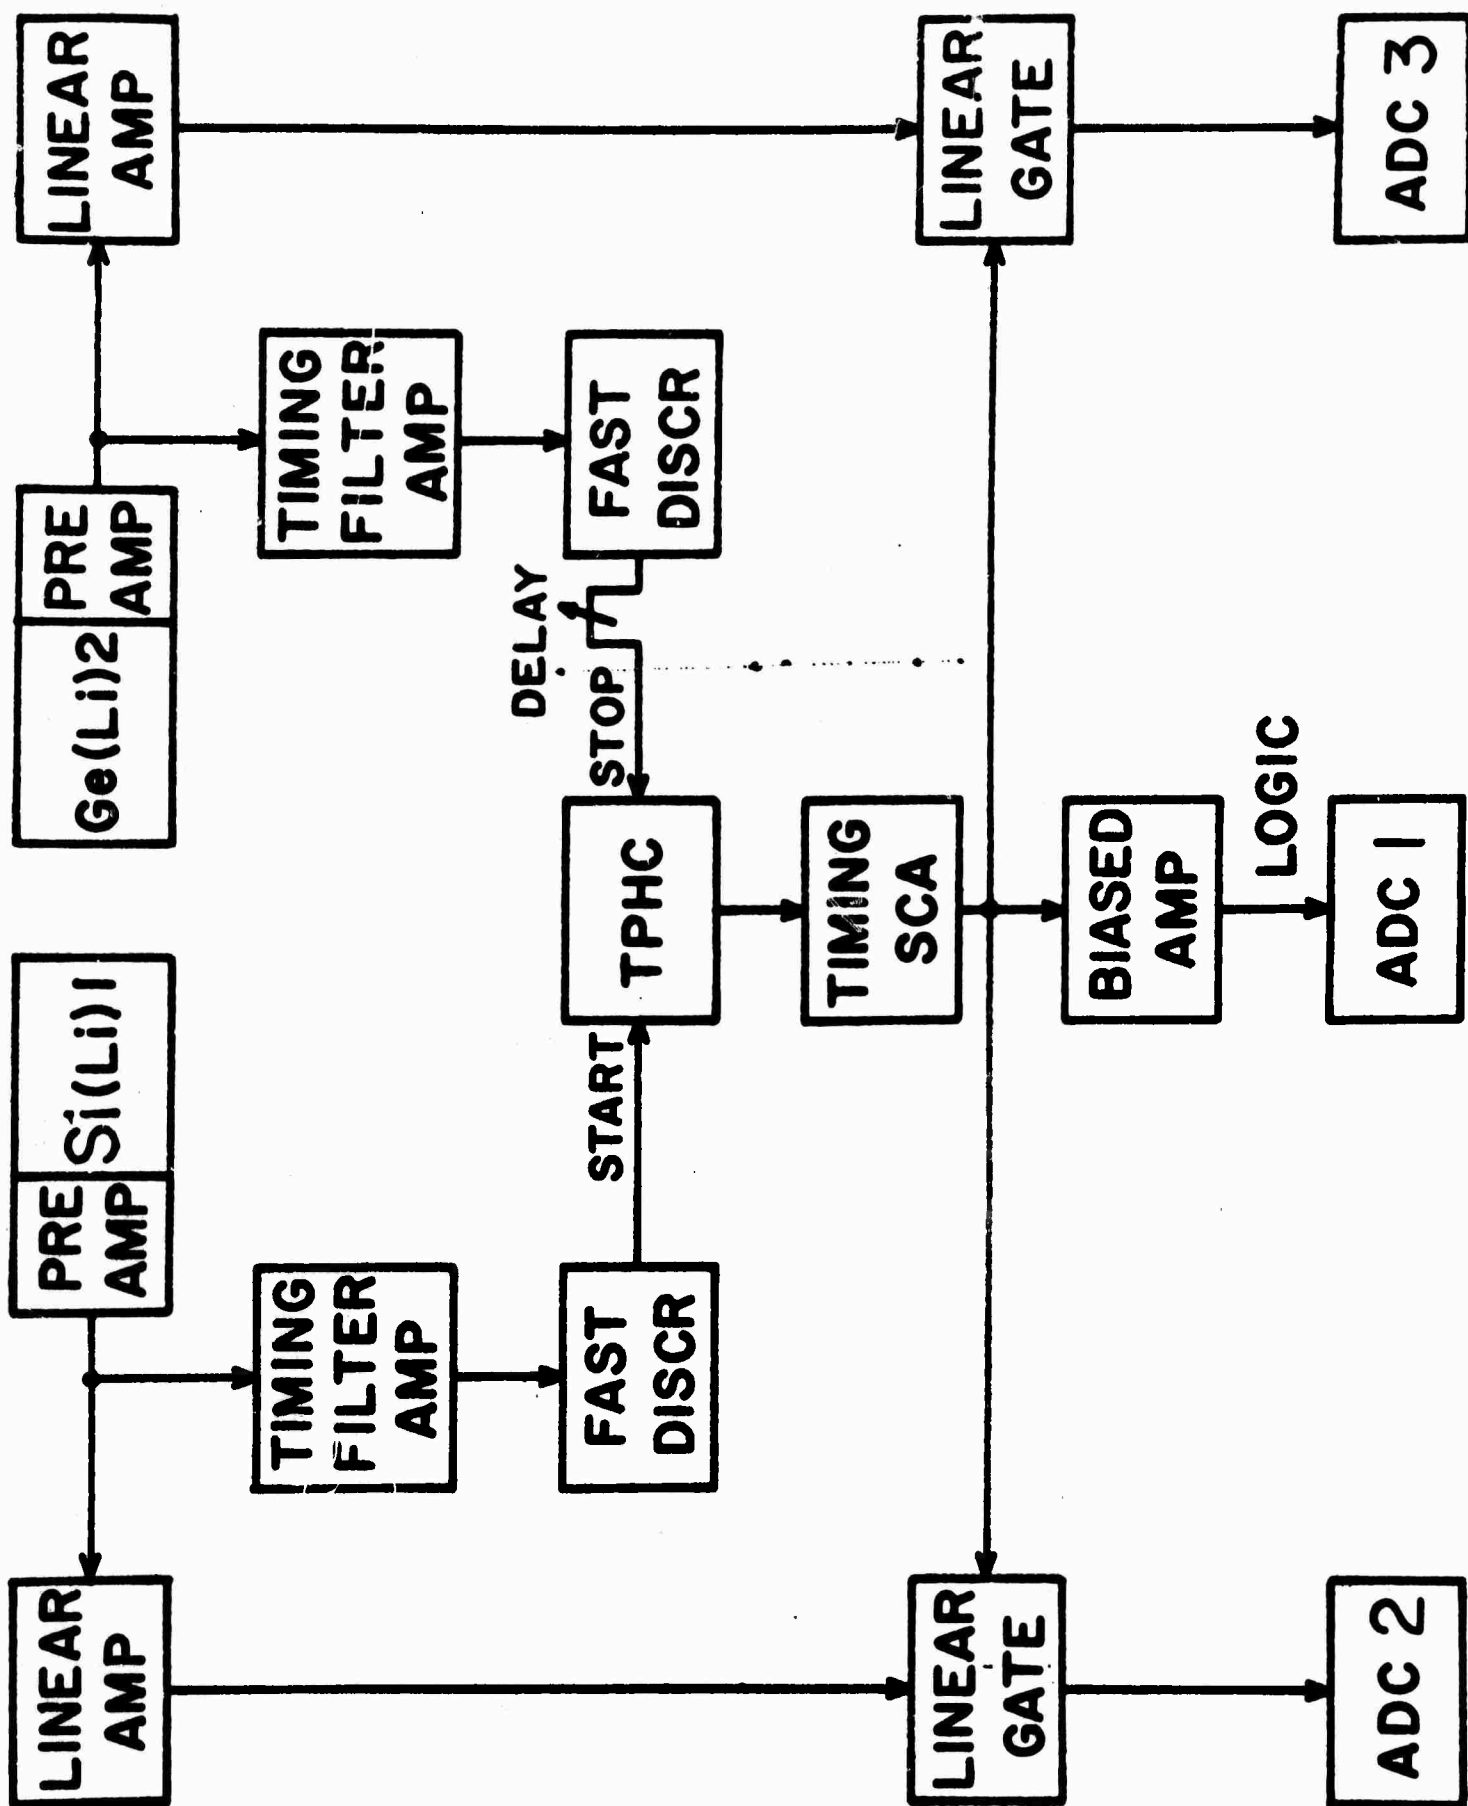 LINEAR
AMP
PRE
AMP
Si(Li)1
Ge(Li)2
PRE
AMP
LINEAR
AMP
TIMING
FILTER
AMP
TIMING
FILTER
AMP
FAST
DISCR
START
TPHC
STOP
DELAY
FAST
DISCR
TIMING
SCA
LINEAR
GATE
BIASED
AMP
LINEAR
GATE
LOGIC
ADC 2
ADC 1
ADC 3